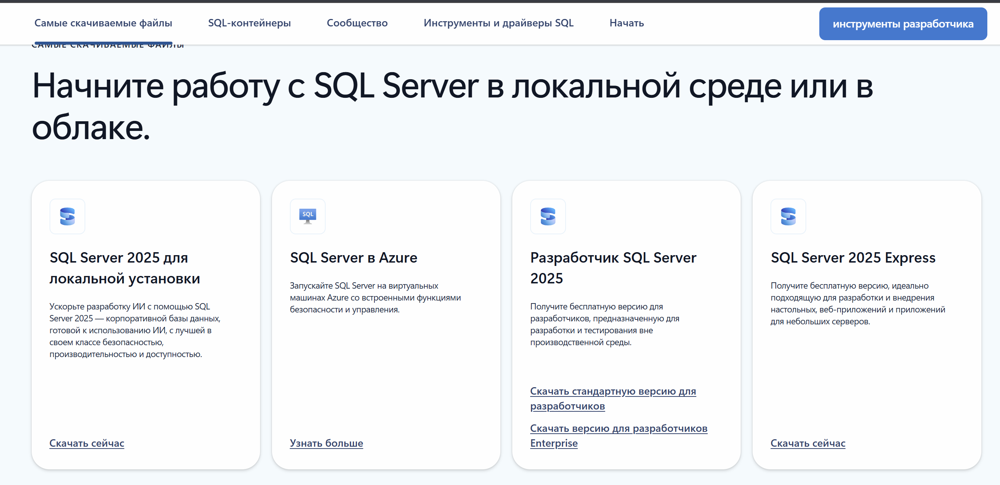 Самые скачиваемые файлы
SQL-контейнеры
Сообщество
Инструменты и драйверы SQL
Начать
инструменты разработчика
САМЫЕ СКАЧИВАЕМЫЕ ФАЙЛЫ
Начните работу с SQL Server в локальной среде или в
облаке.
SQL Server 2025 для
локальной установки
Ускорьте разработку ИИ с помощью SQL
Server 2025 — корпоративной базы данных,
готовой к использованию ИИ, с лучшей в
своем классе безопасностью,
производительностью и доступностью.
Скачать сейчас
SQL
SQL Server в Azure
Запускайте SQL Server на виртуальных
машинах Azure со встроенными функциями
безопасности и управления.
Узнать больше
Разработчик SQL Server
2025
Получите бесплатную версию для
разработчиков, предназначенную для
разработки и тестирования вне
производственной среды.
Скачать стандартную версию для
разработчиков
Скачать версию для разработчиков
Enterprise
SQL Server 2025 Express
Получите бесплатную версию, идеально
подходящую для разработки и внедрения
настольных, веб-приложений и приложений
для небольших серверов.
Скачать сейчас